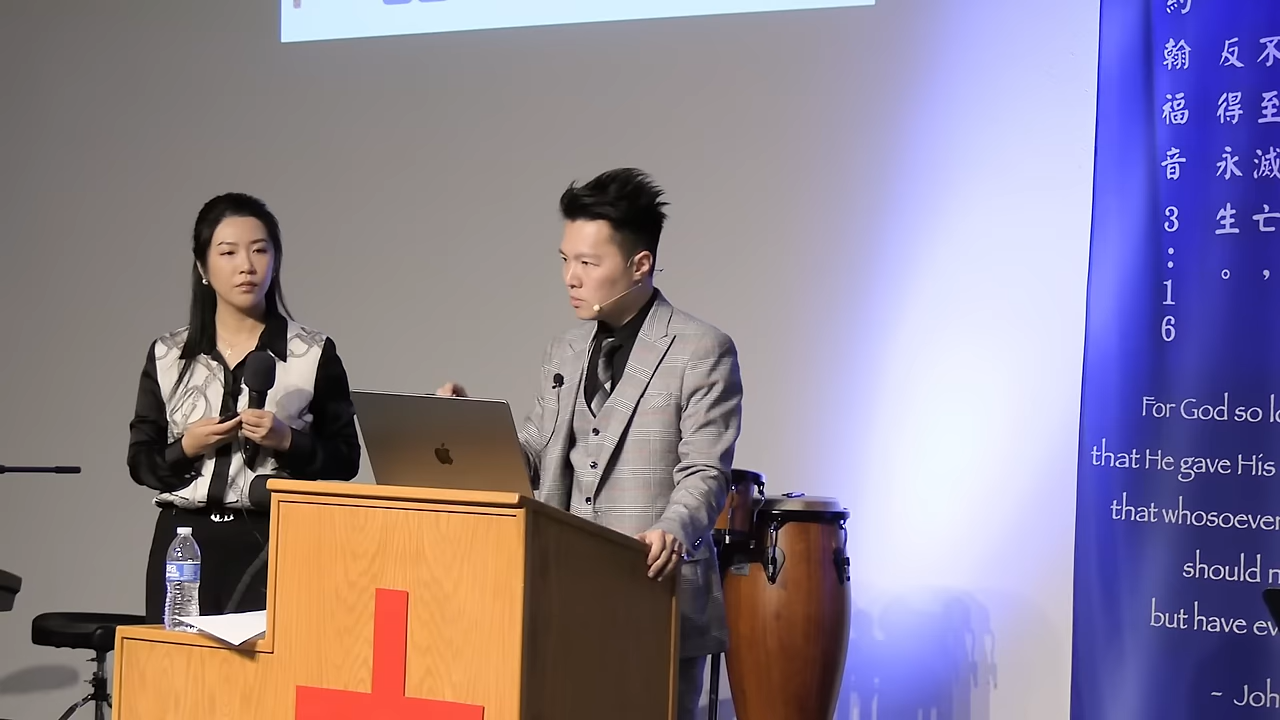 約翰福音 3:16
反得永生。
不至滅亡，
For God so
that He gave His
that whosoever
should
but have
- Joh